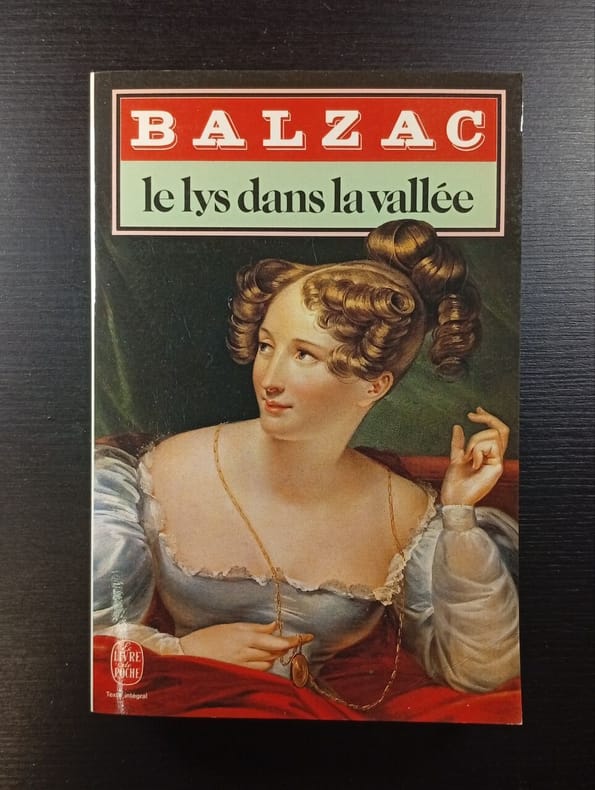 BALZAC
le lys dans la vallée
Le
LIVRE
de
POCHE
Texte intégral